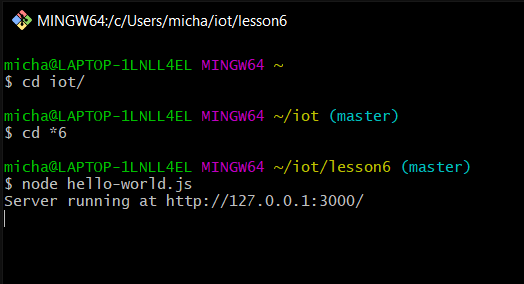 MINGW64:/c/Users/micha/iot/lesson6
micha@LAPTOP-1LNLL4EL MINGW64 ~
$ cd iot/
micha@LAPTOP-1LNLL4EL MINGW64 ~/iot (master)
$ cd *6
micha@LAPTOP-1LNLL4EL MINGW64 ~/iot/lesson6 (master)
$ node hello-world.js
Server running at http://127.0.0.1:3000/